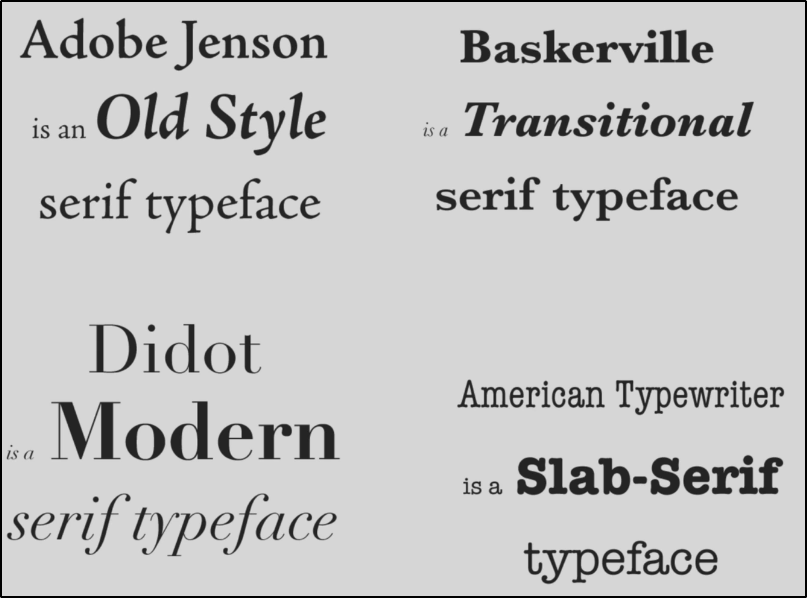 Adobe Jenson
is an Old Style
serif typeface
Baskerville
is a Transitional
serif typeface
Didot
is a Modern
serif typeface
American Typewriter
is a Slab-Serif
typeface